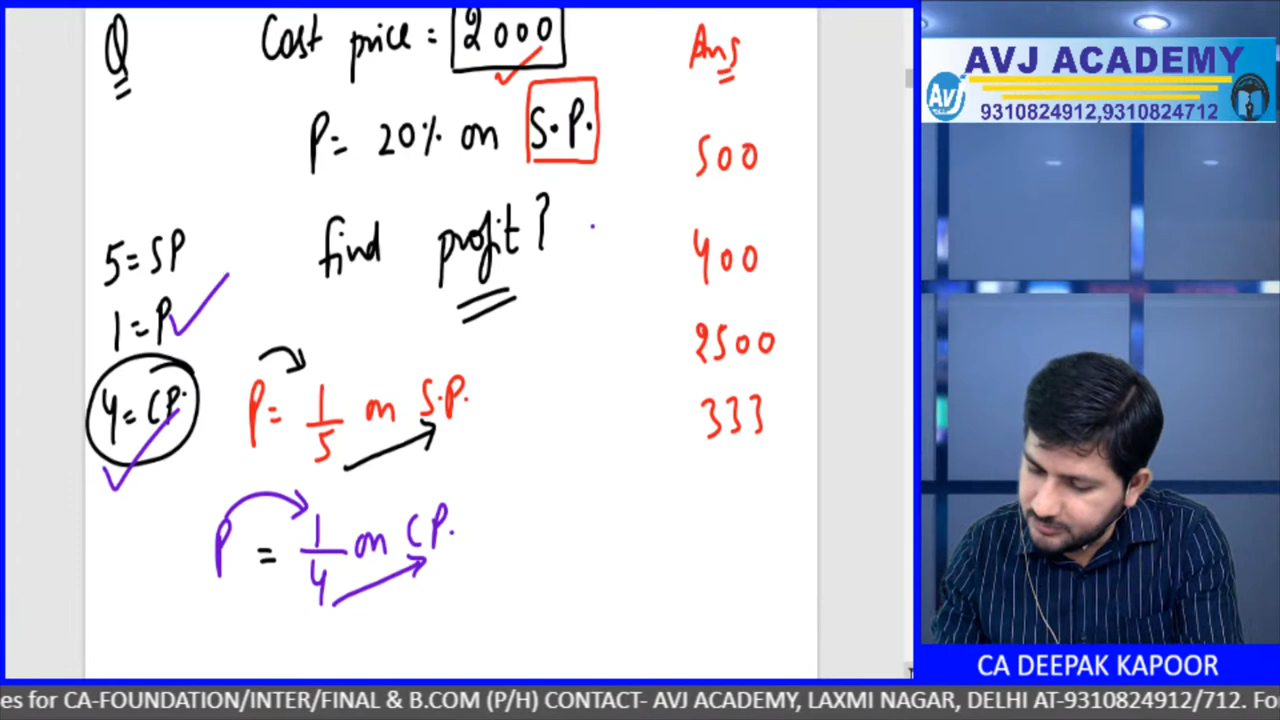 Q Cost price = 2000
P = 20% on S.P.
find profit?
5 = SP
1 = P
4 = CP.
P = 1/5 on S.P.
P = 1/4 on CP.
Ans
500
400
2500
333
AVJ ACADEMY
AVJ
9310824912,9310824712
CA DEEPAK KAPOOR
es for CA-FOUNDATION/INTER/FINAL & B.COM (P/H) CONTACT- AVJ ACADEMY, LAXMI NAGAR, DELHI AT-9310824912/712. Fo